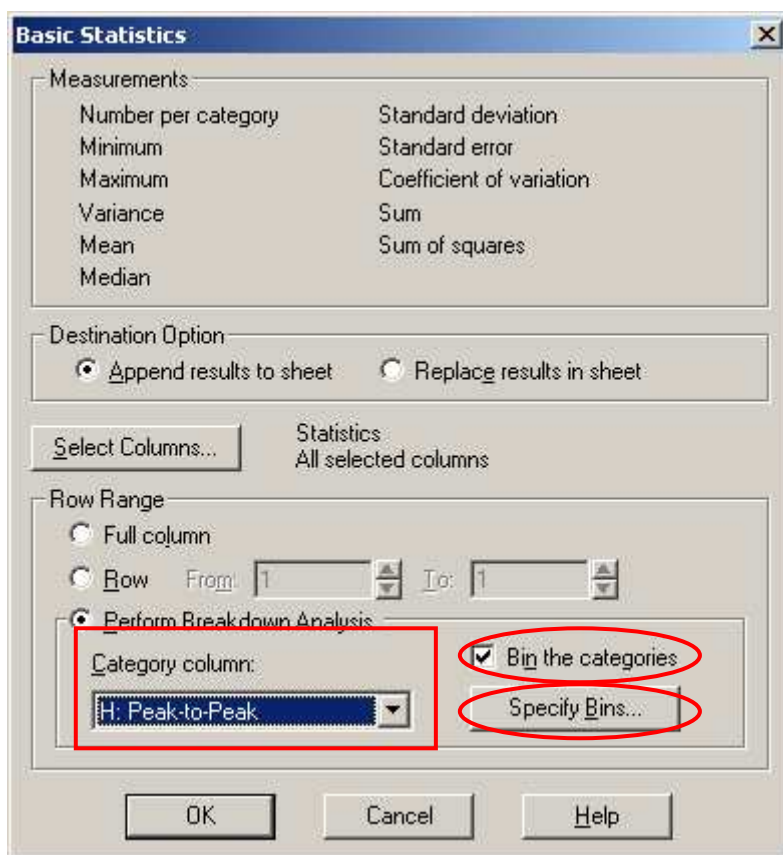 Basic Statistics
Measurements
Number per category Standard deviation
Minimum Standard error
Maximum Coefficient of variation
Variance Sum
Mean Sum of squares
Median
Destination Option
Append results to sheet Replace results in sheet
Select Columns... Statistics
All selected columns
Row Range
Full column
Row From: 1 To: 1
Perform Breakdown Analysis
Category column: Bin the categories
H: Peak-to-Peak Specify Bins...
OK Cancel Help